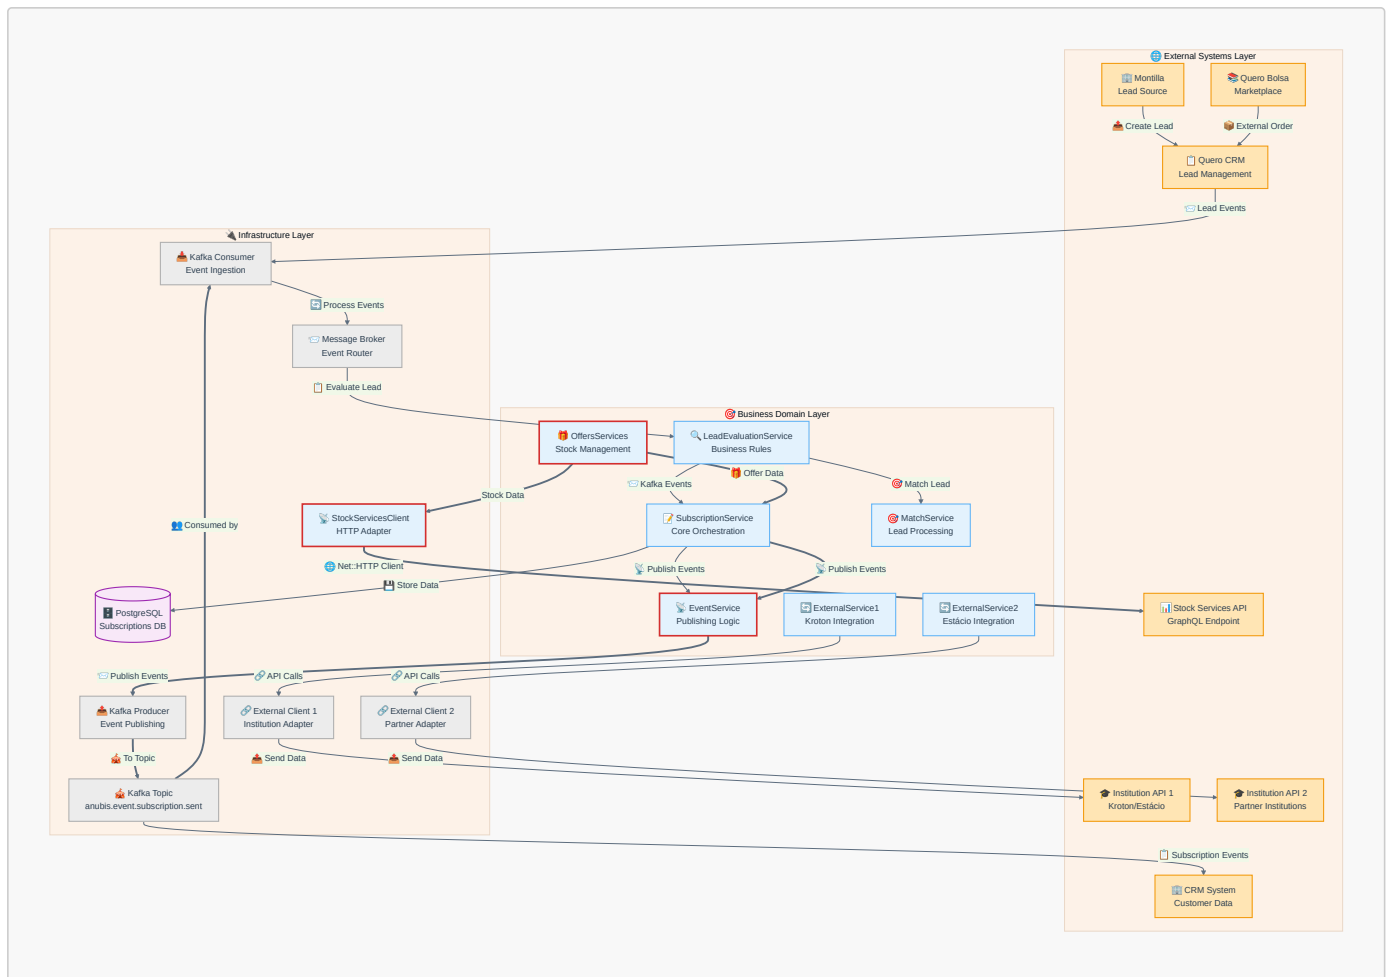 🌐 External Systems Layer
🏢 Montilla
Lead Source
📚 Quero Bolsa
Marketplace
📤 Create Lead
📦 External Order
📋 Quero CRM
Lead Management
📨 Lead Events
🔌 Infrastructure Layer
📥 Kafka Consumer
Event Ingestion
🔄 Process Events
📨 Message Broker
Event Router
📋 Evaluate Lead
🎯 Business Domain Layer
🎁 OffersServices
Stock Management
🔍 LeadEvaluationService
Business Rules
🎁 Offer Data
📨 Kafka Events
🎯 Match Lead
Stock Data
📡 StockServicesClient
HTTP Adapter
📝 SubscriptionService
Core Orchestration
🎯 MatchService
Lead Processing
👥 Consumed by
🌐 Net::HTTP Client
📡 Publish Events
📡 Publish Events
💾 Store Data
🗄️ PostgreSQL
Subscriptions DB
📡 EventService
Publishing Logic
🔄 ExternalService1
Kroton Integration
🔄 ExternalService2
Estácio Integration
📊 Stock Services API
GraphQL Endpoint
📨 Publish Events
🔗 API Calls
🔗 API Calls
📤 Kafka Producer
Event Publishing
🔗 External Client 1
Institution Adapter
🔗 External Client 2
Partner Adapter
🎪 To Topic
📤 Send Data
📤 Send Data
🎪 Kafka Topic
anubis.event.subscription.sent
🎓 Institution API 1
Kroton/Estácio
🎓 Institution API 2
Partner Institutions
📋 Subscription Events
🏢 CRM System
Customer Data